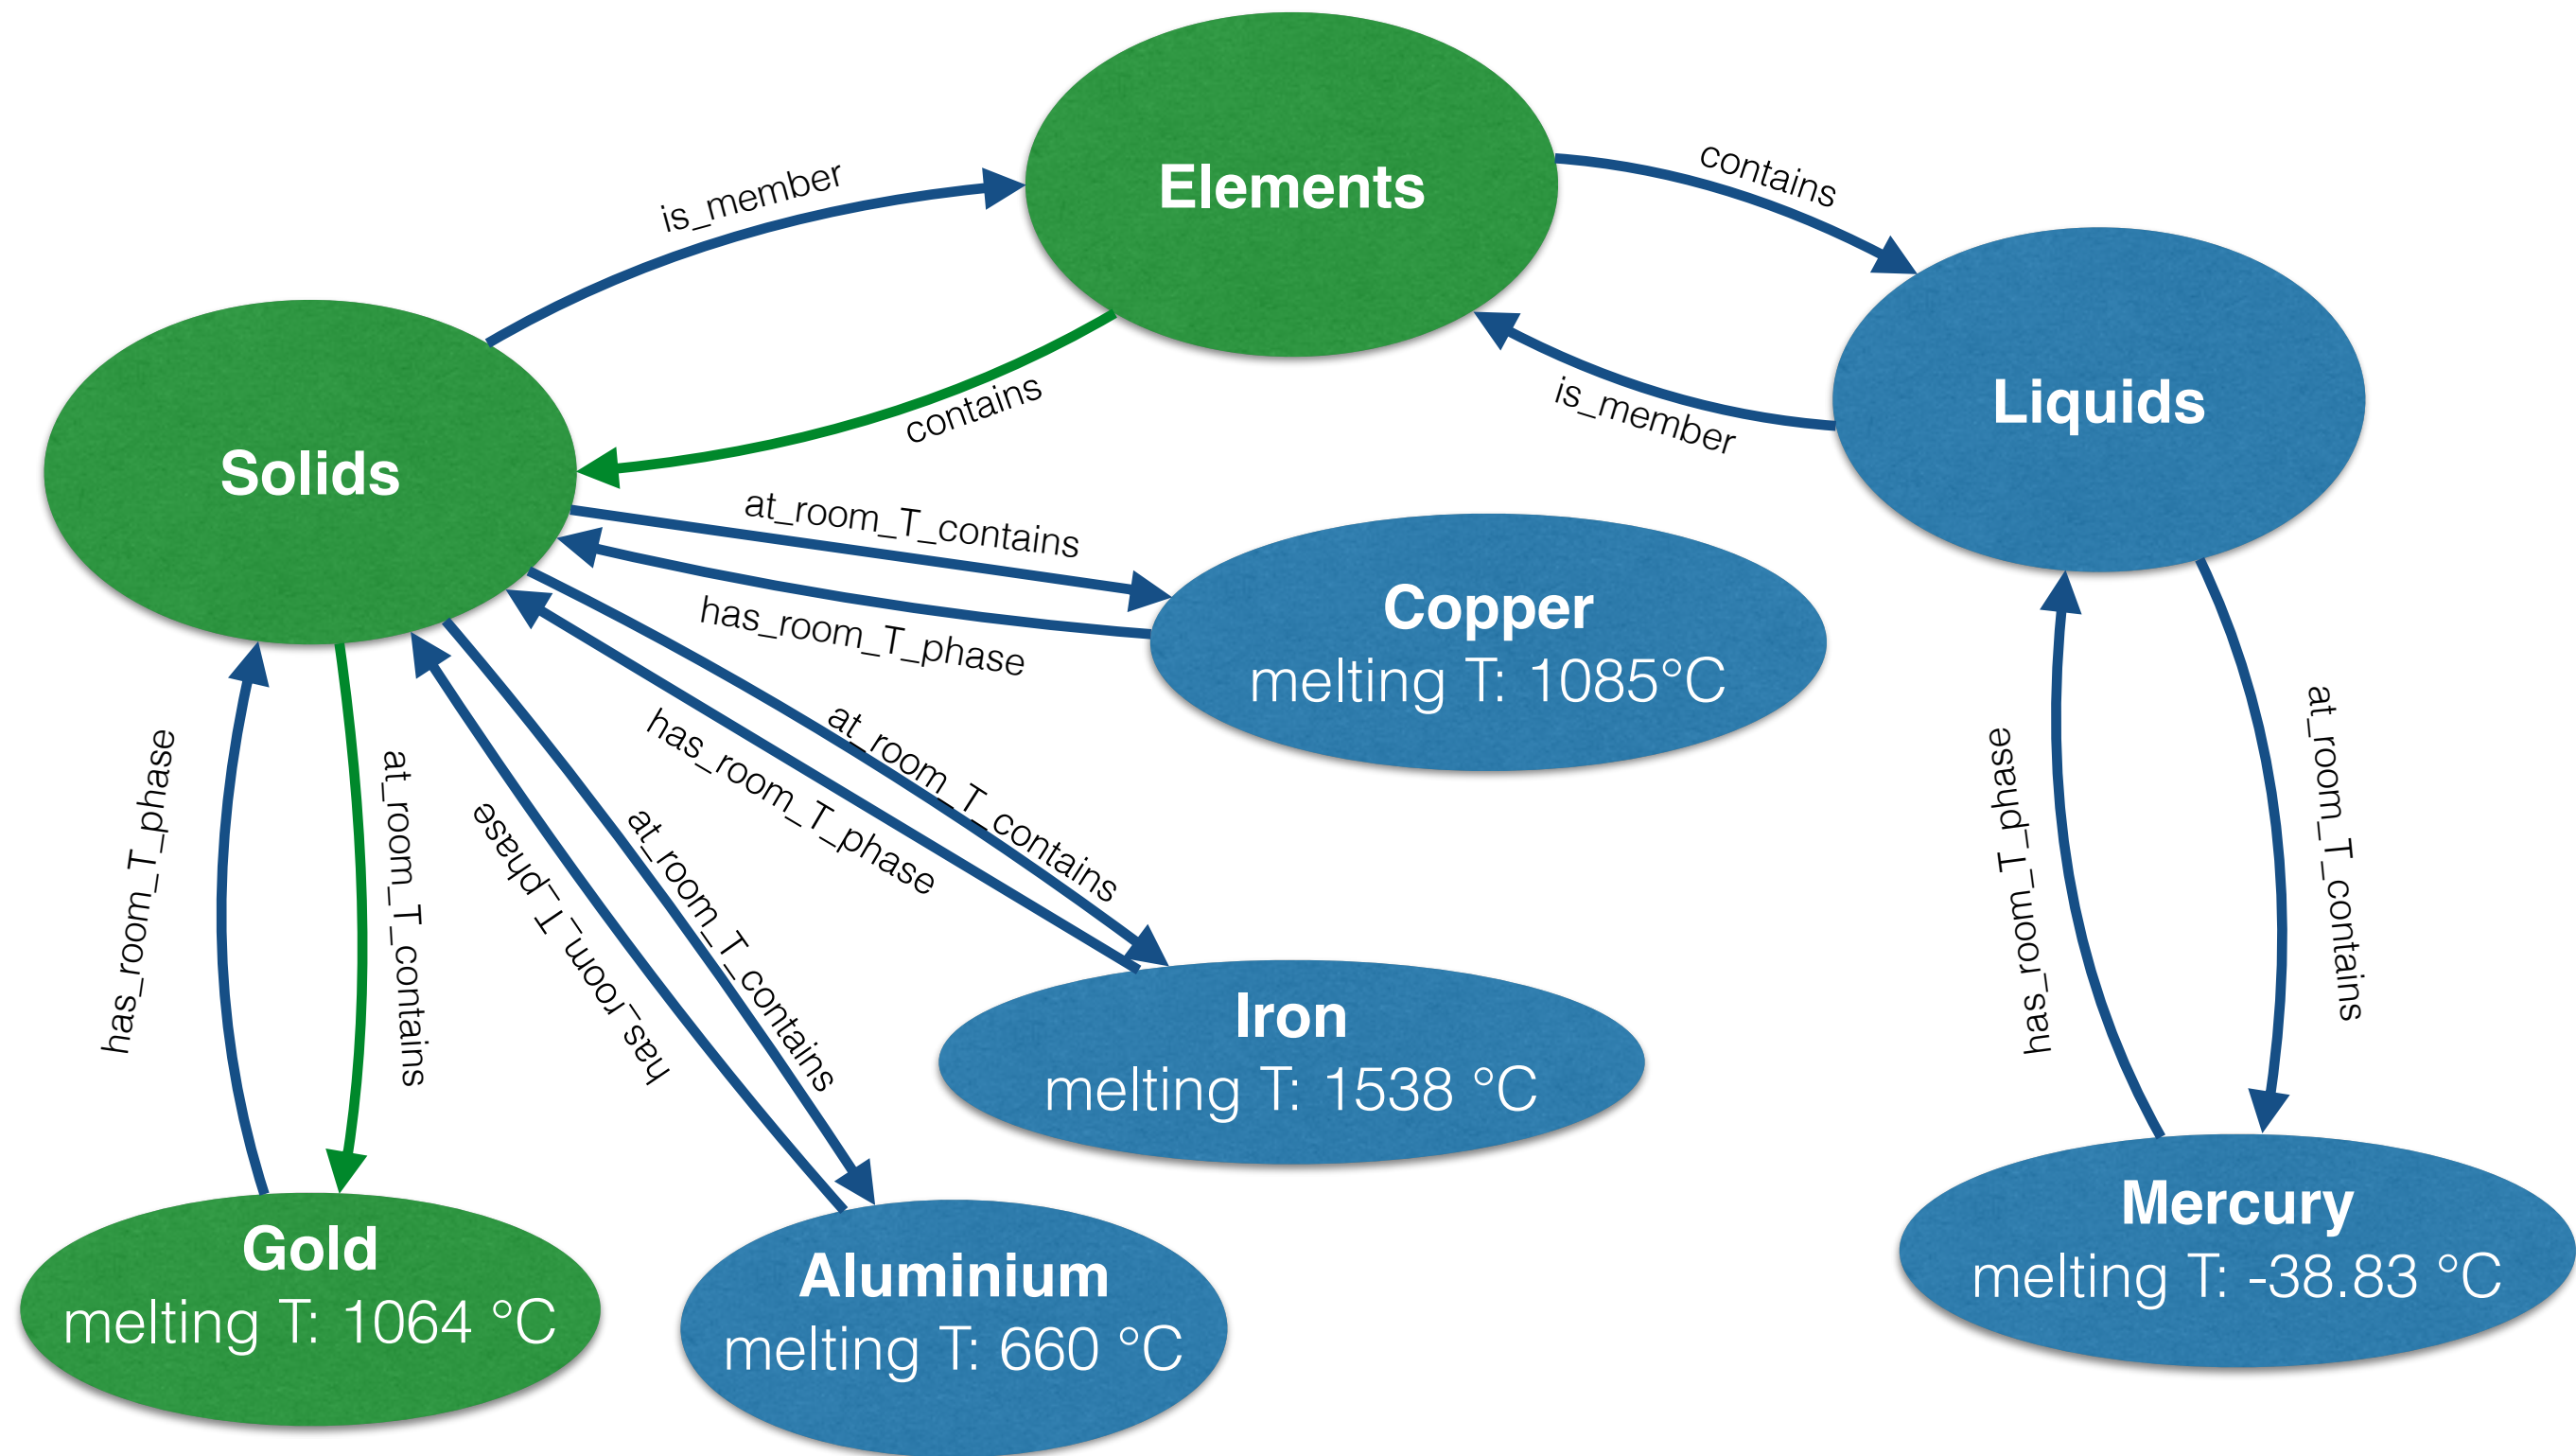 Elements
is_member
contains
contains
is_member
Liquids
Solids
at_room_T_contains
has_room_T_phase
Copper
melting T: 1085°C
at_room_T_contains
has_room_T_phase
at_room_T_contains
has_room_T_phase
has_room_T_phase
at_room_T_contains
has_room_T_phase
at_room_T_contains
Iron
melting T: 1538 °C
Mercury
melting T: -38.83 °C
Gold
melting T: 1064 °C
Aluminium
melting T: 660 °C